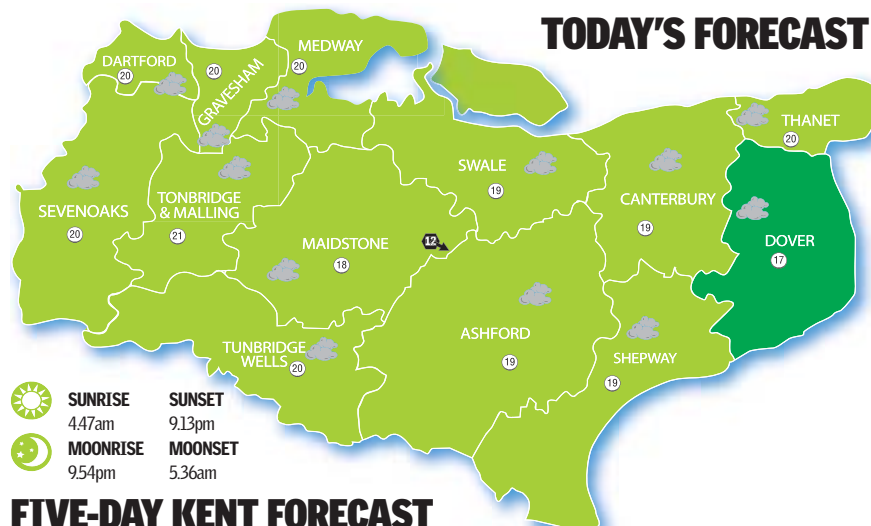 TODAY'S FORECAST
MEDWAY
20
DARTFORD
20
20
GRAVESHAM
THANET
20
SWALE
19
CANTERBURY
19
TONBRIDGE
& MALLING
21
SEVENOAKS
20
MAIDSTONE
18
12
DOVER
17
ASHFORD
19
TUNBRIDGE
WELLS
20
SHEPWAY
19
SUNRISE SUNSET
4.47am 9.13pm
MOONRISE MOONSET
9.54pm 5.36am
FIVE-DAY KENT FORECAST